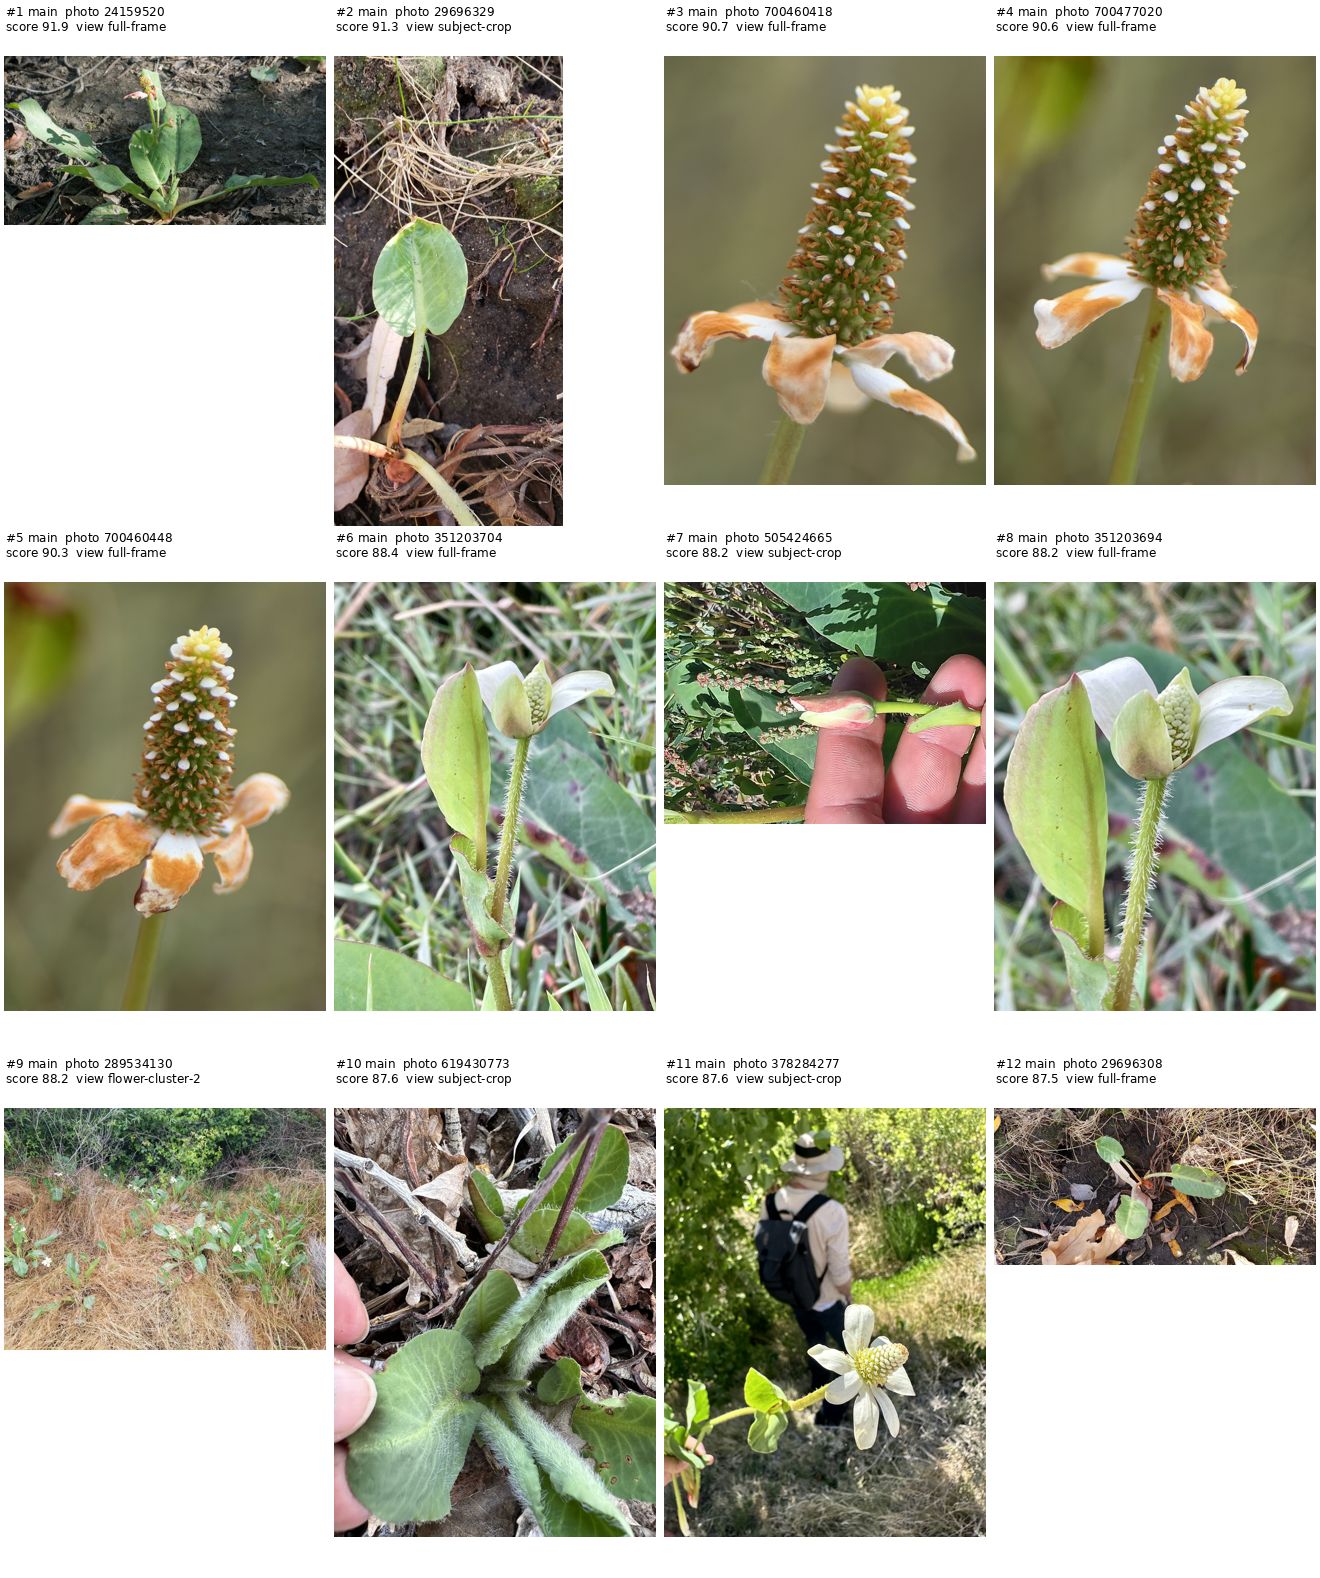 #1 main photo 24159520
score 91.9 view full-frame
#2 main photo 29696329
score 91.3 view subject-crop
#3 main photo 700460418
score 90.7 view full-frame
#4 main photo 700477020
score 90.6 view full-frame
#5 main photo 700460448
score 90.3 view full-frame
#6 main photo 351203704
score 88.4 view full-frame
#7 main photo 505424665
score 88.2 view subject-crop
#8 main photo 351203694
score 88.2 view full-frame
#9 main photo 289534130
score 88.2 view flower-cluster-2
#10 main photo 619430773
score 87.6 view subject-crop
#11 main photo 378284277
score 87.6 view subject-crop
#12 main photo 29696308
score 87.5 view full-frame